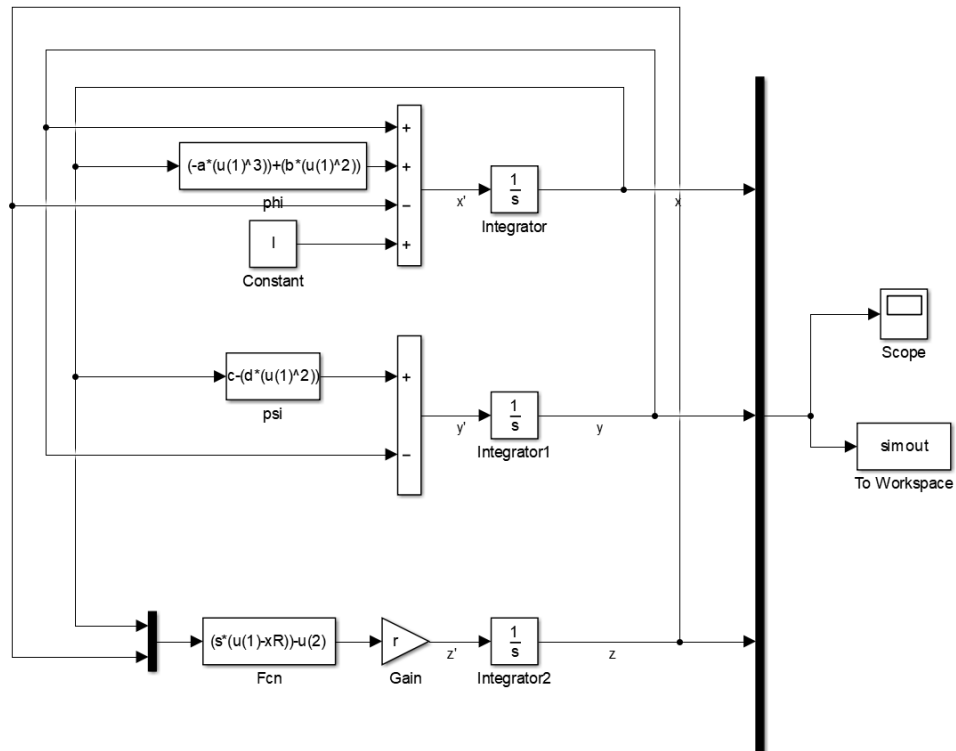 +
(-a*(u(1)^3))+(b*(u(1)^2))
phi
+
−
I
Constant
+
x'
1
s
Integrator
x
c-(d*(u(1)^2))
psi
+
−
y'
1
s
Integrator1
y
Scope
simout
To Workspace
(s*(u(1)-xR))-u(2)
Fcn
r
Gain
z'
1
s
Integrator2
z